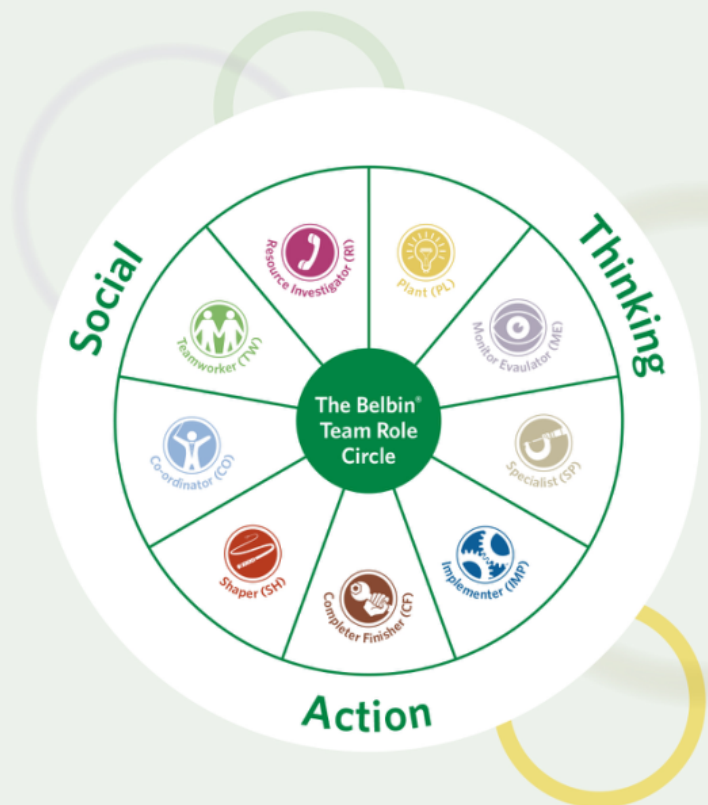 Social
Thinking
Resource Investigator (RI)
Plant (PL)
Teamworker (TW)
Monitor Evaulator (ME)
The Belbin®
Team Role
Circle
Co-ordinator (CO)
Specialist (SP)
Shaper (SH)
Completer Finisher (CF)
Implementer (IMP)
Action